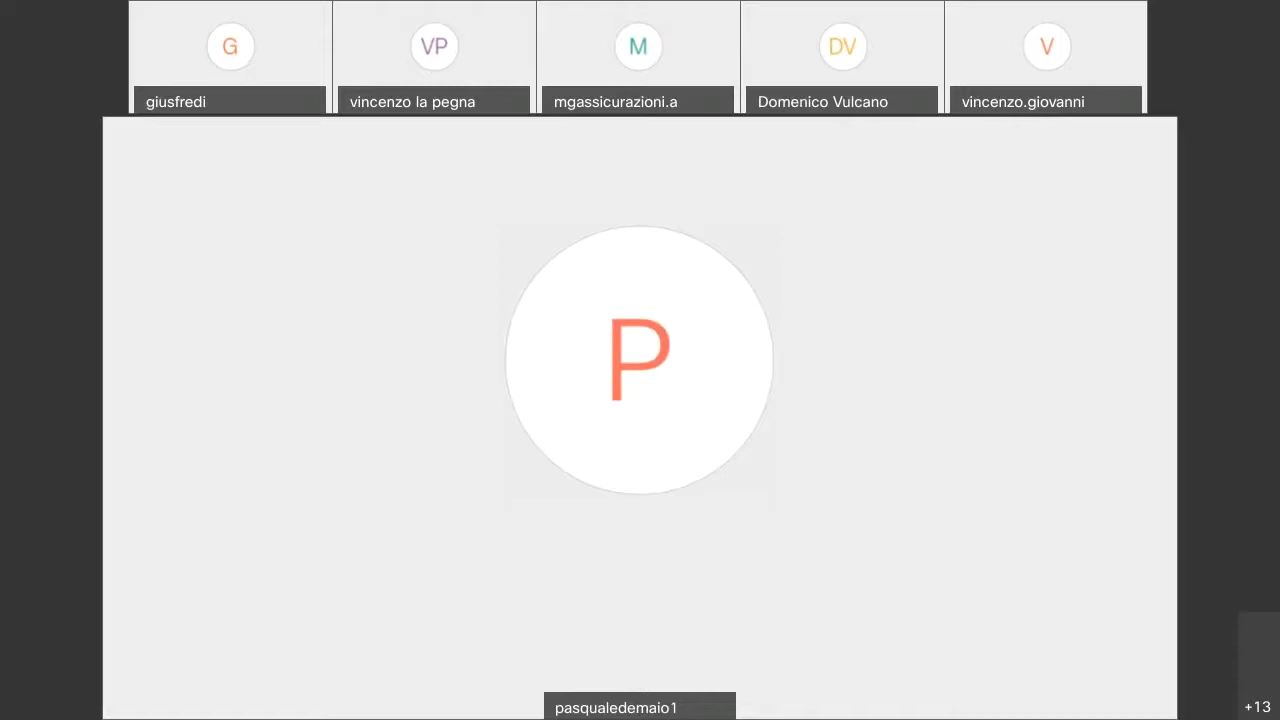 G
VP
M
DV
V
giusfredi
vincenzo la pegna
mgassicurazioni.a
Domenico Vulcano
vincenzo.giovanni
P
pasqualedemaio1
+13